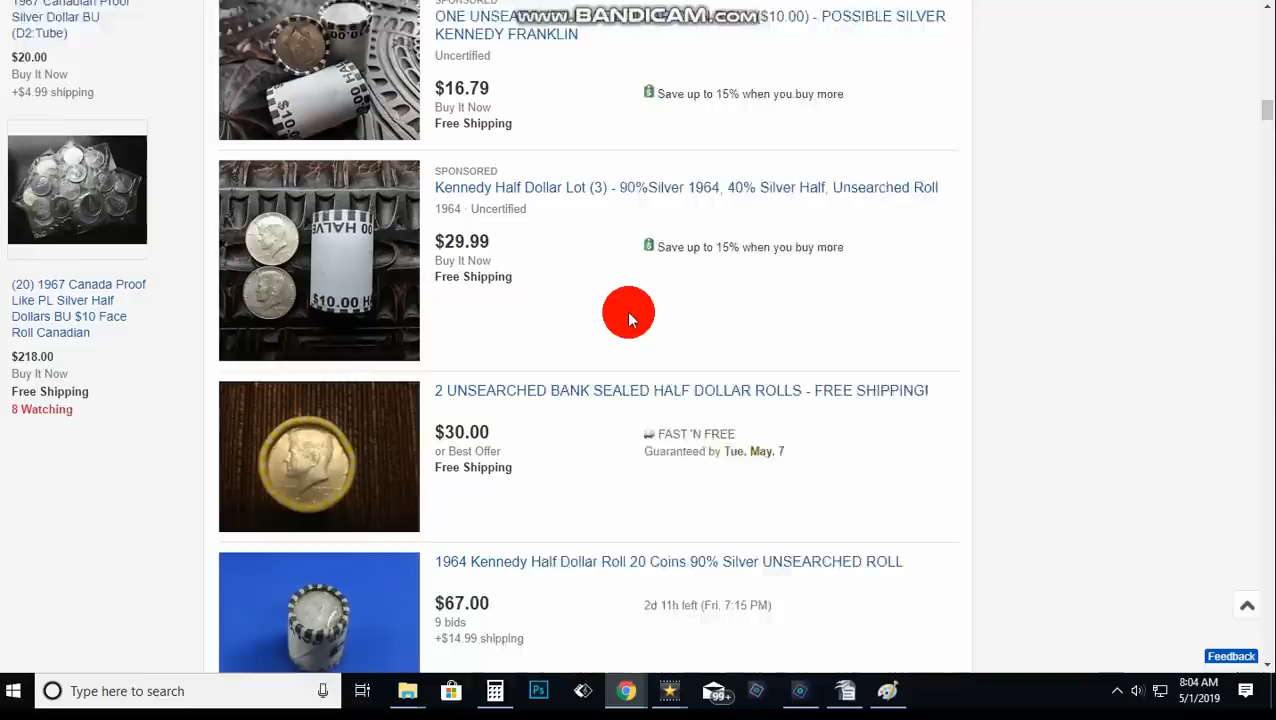 1967 Canadian Proof
Silver Dollar BU
(D2:Tube)
$20.00
Buy It Now
+$4.99 shipping
(20) 1967 Canada Proof
Like PL Silver Half
Dollars BU $10 Face
Roll Canadian
$218.00
Buy It Now
Free Shipping
8 Watching
SPONSORED
www.BANDICAM.com
ONE UNSEA ($10.00) - POSSIBLE SILVER
KENNEDY FRANKLIN
Uncertified
$16.79
Buy It Now
Free Shipping
Save up to 15% when you buy more
SPONSORED
Kennedy Half Dollar Lot (3) - 90%Silver 1964, 40% Silver Half, Unsearched Roll
1964 · Uncertified
$29.99
Buy It Now
Free Shipping
Save up to 15% when you buy more
$10.00 H
2 UNSEARCHED BANK SEALED HALF DOLLAR ROLLS - FREE SHIPPING!
$30.00
or Best Offer
Free Shipping
FAST 'N FREE
Guaranteed by Tue, May. 7
1964 Kennedy Half Dollar Roll 20 Coins 90% Silver UNSEARCHED ROLL
$67.00
9 bids
+$14.99 shipping
2d 11h left (Fri, 7:15 PM)
Feedback
Type here to search
Ps
99+
8:04 AM
5/1/2019